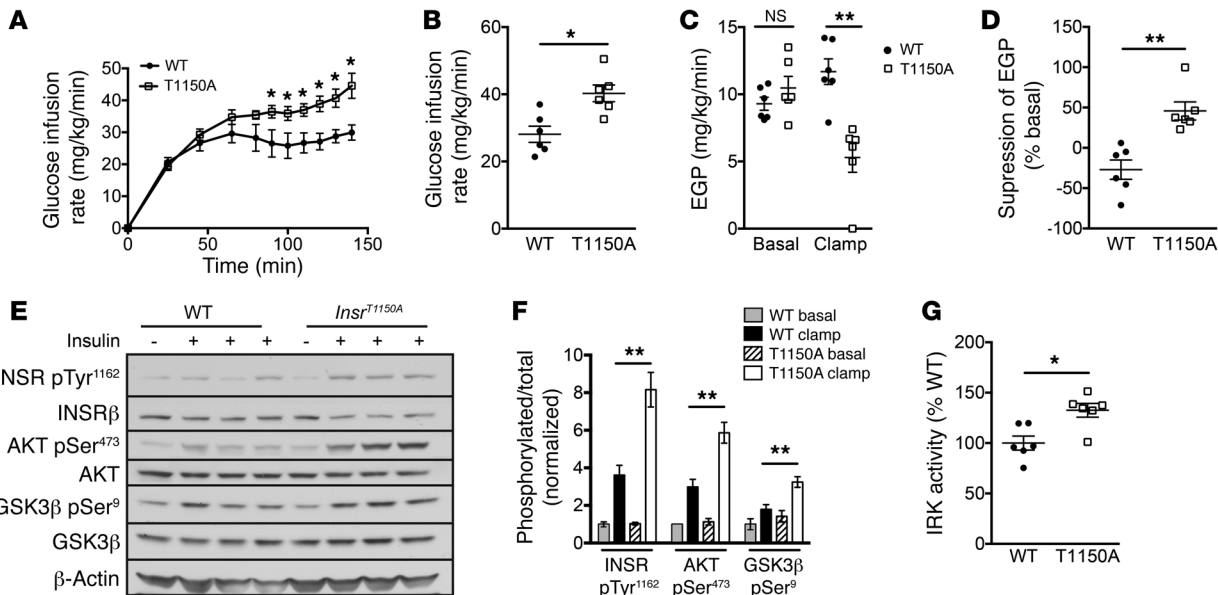 A
WT
T1150A
Glucose infusion
rate (mg/kg/min)
50
40
30
20
10
0
* * * * * *
0 50 100 150
Time (min)
B
Glucose infusion
rate (mg/kg/min)
60
40
20
0
*
WT T1150A
C
EGP (mg/kg/min)
15
10
5
0
NS **
Basal Clamp
WT
T1150A
D
Supression of EGP
(% basal)
150
100
50
0
-50
-100
**
WT T1150A
E
WT Insr^T1150A
Insulin - + + + - + + +
NSR pTyr¹¹⁶²
INSRβ
AKT pSer⁴⁷³
AKT
GSK3β pSer⁹
GSK3β
β-Actin
F
WT basal
WT clamp
T1150A basal
T1150A clamp
Phosphorylated/total
(normalized)
10
8
6
4
2
0
** ** **
INSR AKT GSK3β
pTyr¹¹⁶² pSer⁴⁷³ pSer⁹
G
IRK activity (% WT)
200
150
100
50
0
*
WT T1150A